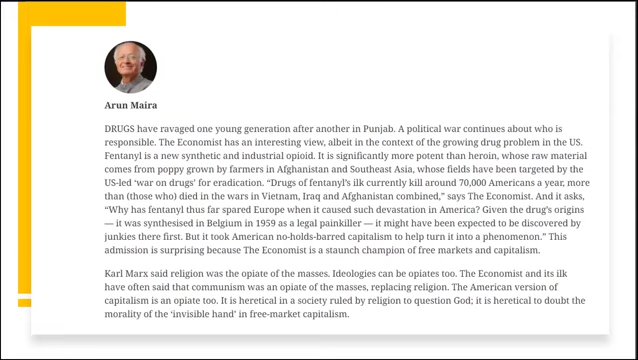 Arun Maira
DRUGS have ravaged one young generation after another in Punjab. A political war continues about who is
responsible. The Economist has an interesting view, albeit in the context of the growing drug problem in the US.
Fentanyl is a new synthetic and industrial opioid. It is significantly more potent than heroin, whose raw material
comes from poppy grown by farmers in Afghanistan and Southeast Asia, whose fields have been targeted by the
US-led ‘war on drugs’ for eradication. “Drugs of fentanyl’s ilk currently kill around 70,000 Americans a year, more
than (those who) died in the wars in Vietnam, Iraq and Afghanistan combined,” says The Economist. And it asks,
“Why has fentanyl thus far spared Europe when it caused such devastation in America? Given the drug’s origins
— it was synthesised in Belgium in 1959 as a legal painkiller — it might have been expected to be discovered by
junkies there first. But it took American no-holds-barred capitalism to help turn it into a phenomenon.” This
admission is surprising because The Economist is a staunch champion of free markets and capitalism.
Karl Marx said religion was the opiate of the masses. Ideologies can be opiates too. The Economist and its ilk
have often said that communism was an opiate of the masses, replacing religion. The American version of
capitalism is an opiate too. It is heretical in a society ruled by religion to question God; it is heretical to doubt the
morality of the ‘invisible hand’ in free-market capitalism.